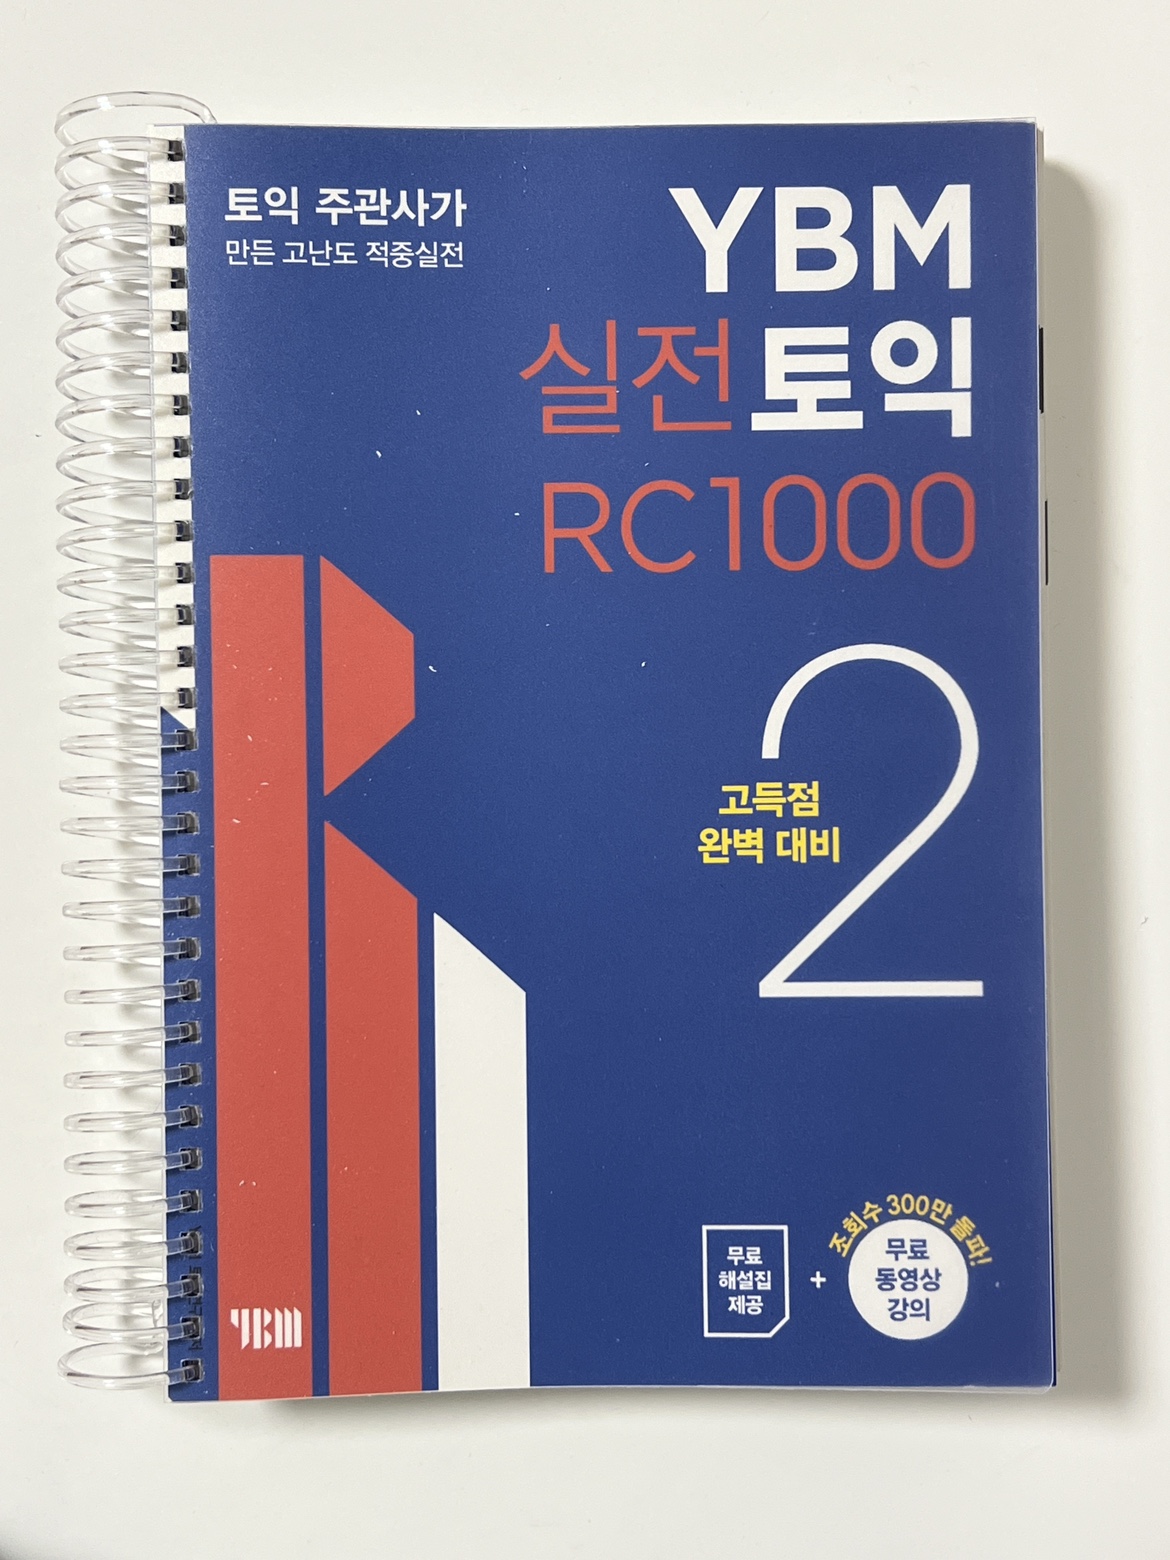 토익 주관사가
만든 고난도 적중실전
YBM
실전토익
RC1000
2
고득점
완벽 대비
무료
해설집
제공
+
조회수 300만 돌파!
무료
동영상
강의
YBM